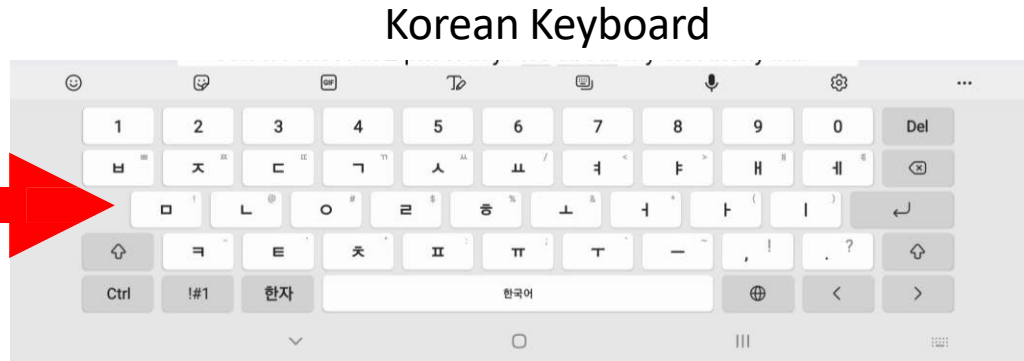 Korean Keyboard
GIF
1 2 3 4 5 6 7 8 9 0 Del
ㅂ ㅃ ㅈ ㅉ ㄷ ㄸ ㄱ ㄲ ㅅ ㅆ ㅛ / ㅕ < ㅑ > ㅐ ㅒ ㅔ ㅖ
ㅁ ! ㄴ @ ㅇ # ㄹ $ ㅎ % ㅗ & ㅓ * ㅏ ( ㅣ )
ㅋ ㅌ ㅊ ㅍ : ㅠ ; ㅜ ㅡ ~ , ! . ?
Ctrl !#1 한자 한국어 < >